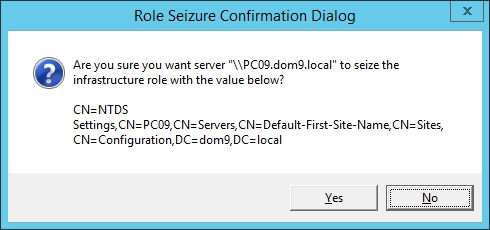 Role Seizure Confirmation Dialog
x
Are you sure you want server "\\PC09.dom9.local" to seize the
infrastructure role with the value below?
CN=NTDS
Settings,CN=PC09,CN=Servers,CN=Default-First-Site-Name,CN=Sites,
CN=Configuration,DC=dom9,DC=local
Yes
No